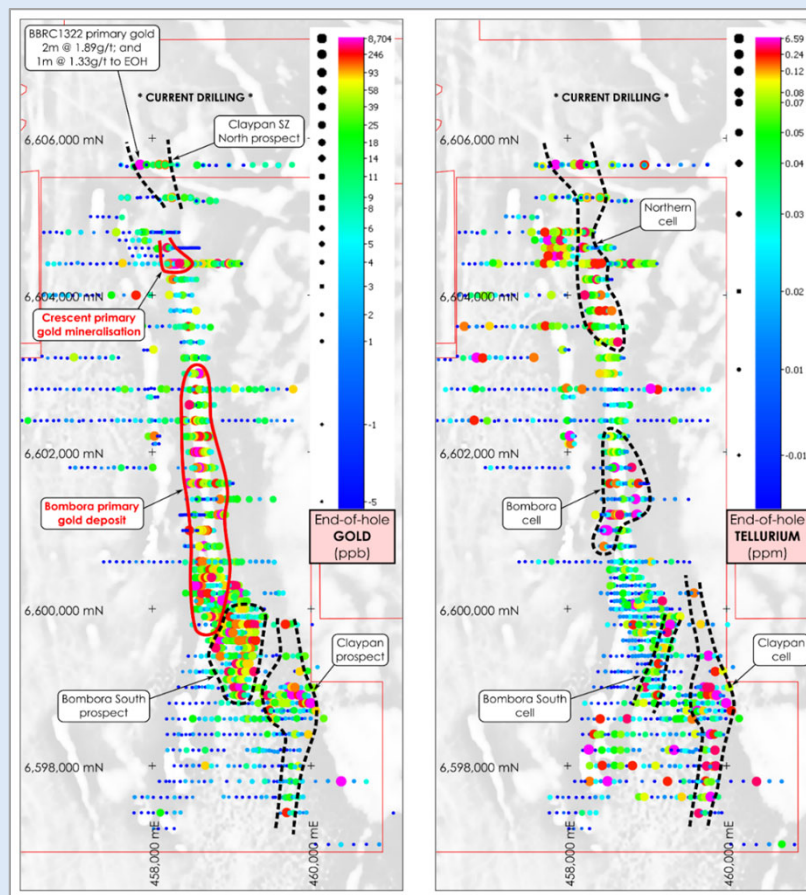 BBRC1322 primary gold
2m @ 1.89g/t; and
1m @ 1.33g/t to EOH
* CURRENT DRILLING *
Claypan SZ
North prospect
6,606,000 mN
6,604,000 mN
Crescent primary
gold mineralisation
6,602,000 mN
Bombora primary
gold deposit
6,600,000 mN
Claypan
prospect
Bombora South
prospect
6,598,000 mN
458,000 mE
460,000 mE
8,704
246
93
58
39
25
18
14
11
9
8
6
5
4
3
2
1
-1
-5
End-of-hole
GOLD
(ppb)
* CURRENT DRILLING *
6,606,000 mN
Northern
cell
6,604,000 mN
6,602,000 mN
Bombora
cell
6,600,000 mN
Claypan
cell
Bombora South
cell
6,598,000 mN
458,000 mE
460,000 mE
6.59
0.24
0.12
0.08
0.07
0.05
0.04
0.03
0.02
0.01
-0.01
End-of-hole
TELLURIUM
(ppm)